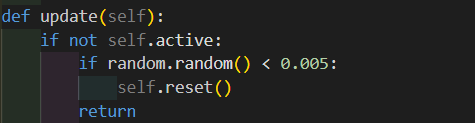 def update(self):
    if not self.active:
        if random.random() < 0.005:
            self.reset()
        return